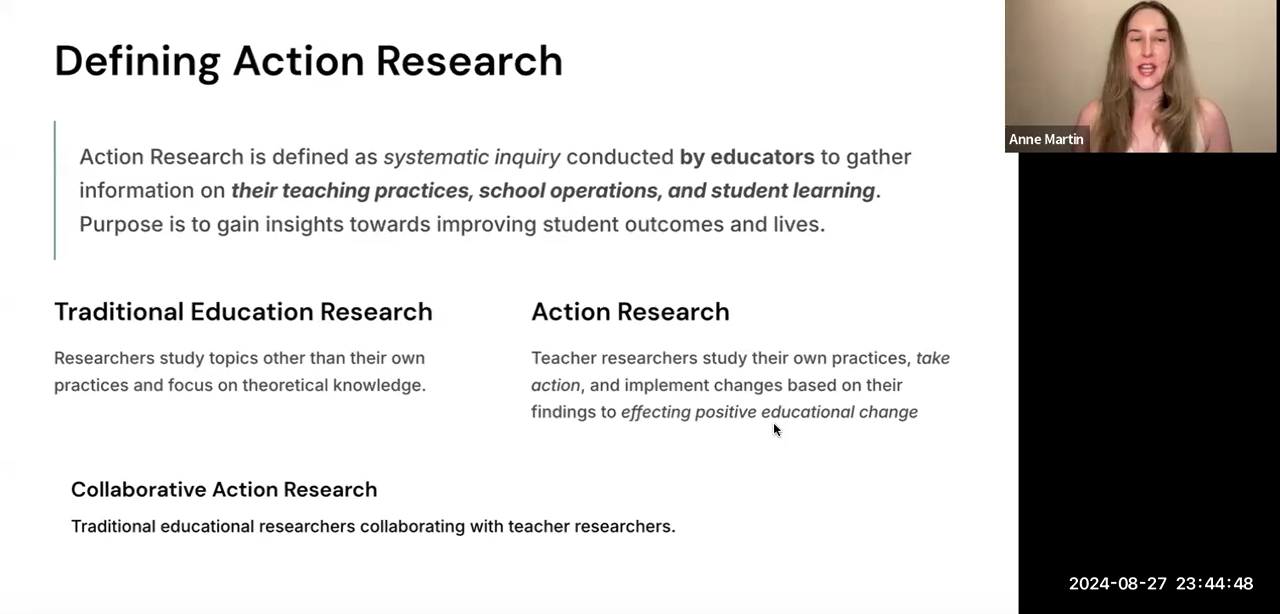 Defining Action Research
Anne Martin
Action Research is defined as systematic inquiry conducted by educators to gather
information on their teaching practices, school operations, and student learning.
Purpose is to gain insights towards improving student outcomes and lives.
Traditional Education Research
Researchers study topics other than their own
practices and focus on theoretical knowledge.
Action Research
Teacher researchers study their own practices, take
action, and implement changes based on their
findings to effecting positive educational change
Collaborative Action Research
Traditional educational researchers collaborating with teacher researchers.
2024-08-27 23:44:48